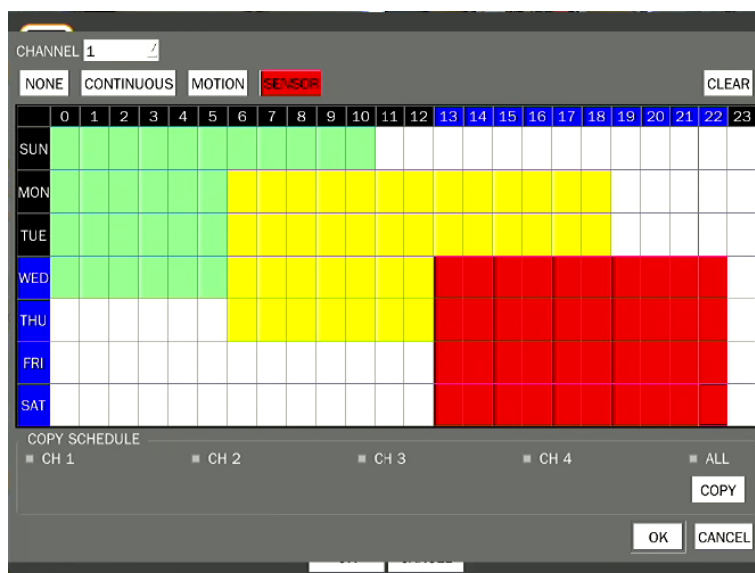 CHANNEL 1
NONE CONTINUOUS MOTION SENSOR CLEAR
0 1 2 3 4 5 6 7 8 9 10 11 12 13 14 15 16 17 18 19 20 21 22 23
SUN
MON
TUE
WED
THU
FRI
SAT
COPY SCHEDULE
CH 1 CH 2 CH 3 CH 4 ALL
COPY
OK CANCEL